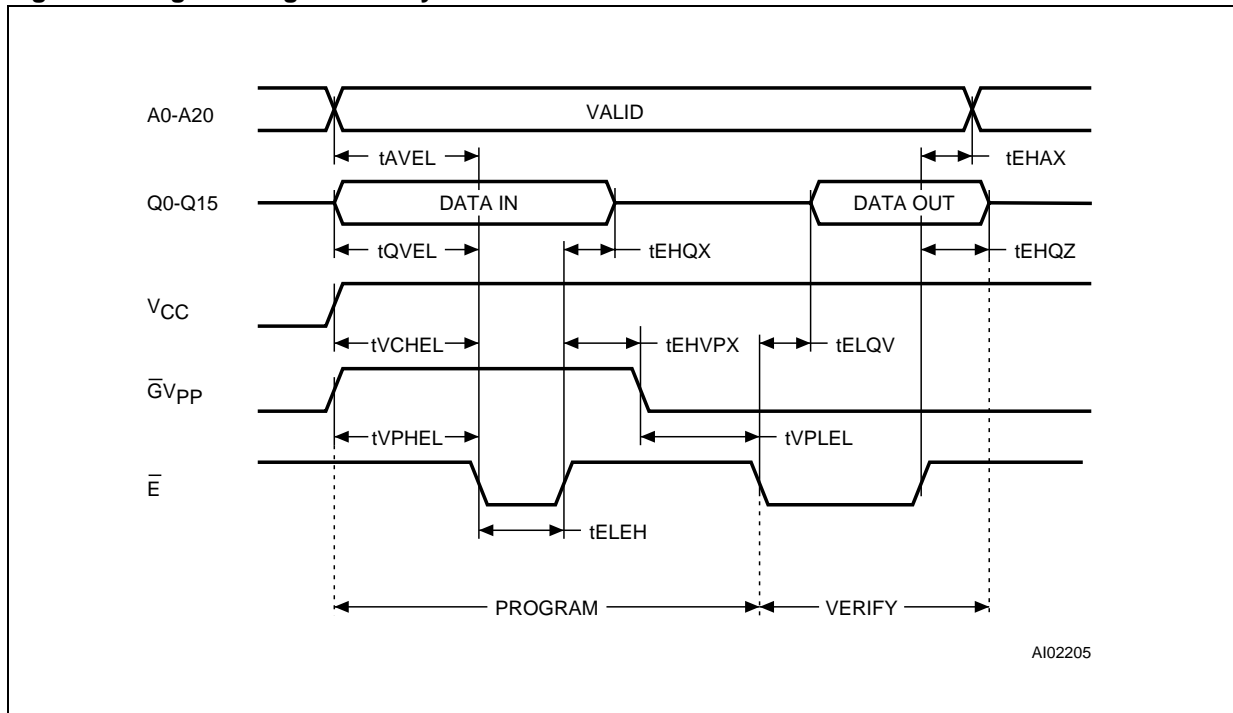 A0-A20
VALID
tAVEL
tEHAX
Q0-Q15
DATA IN
DATA OUT
tQVEL
tEHQX
tEHQZ
VCC
tVCHEL
tEHVPX
tELQV
G̅VPP
tVPHEL
tVPLEL
E̅
tELEH
PROGRAM
VERIFY
AI02205